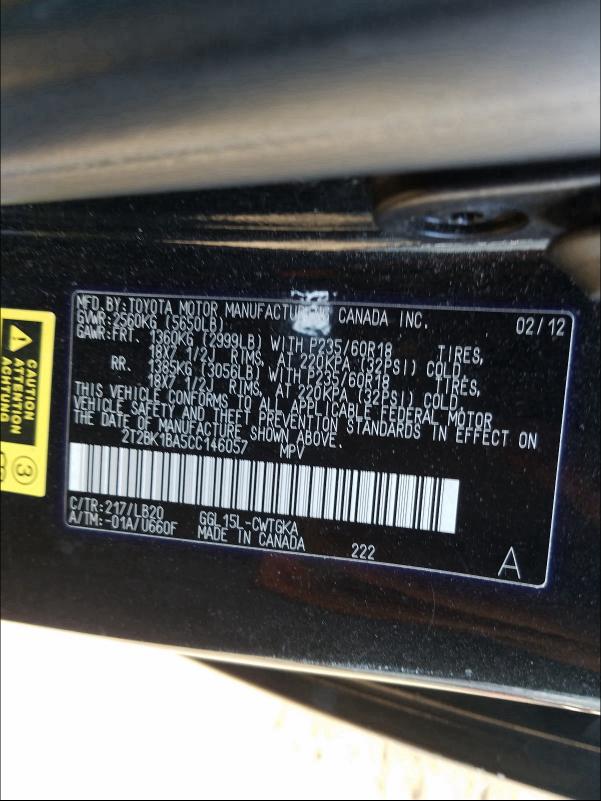 MFD.BY:TOYOTA MOTOR MANUFACTURING CANADA INC.
GVWR:2560KG (5650LB) 02/12
GAWR:FRT. 1360KG (2999LB) WITH P235/60R18 TIRES,
18X7 1/2J RIMS, AT 220KPA (32PSI) COLD.
RR. 1385KG (3056LB) WITH P235/60R18 TIRES,
18X7 1/2J RIMS, AT 220KPA (32PSI) COLD.
THIS VEHICLE CONFORMS TO ALL APPLICABLE FEDERAL MOTOR
VEHICLE SAFETY AND THEFT PREVENTION STANDARDS IN EFFECT ON
THE DATE OF MANUFACTURE SHOWN ABOVE.
2T2BK1BA5CC146057 MPV
C/TR:217/LB20 GGL15L-CWTGKA
A/TM:-01A/U660F MADE IN CANADA 222
A
CAUTION
ATTENTION
ACHTUNG
3